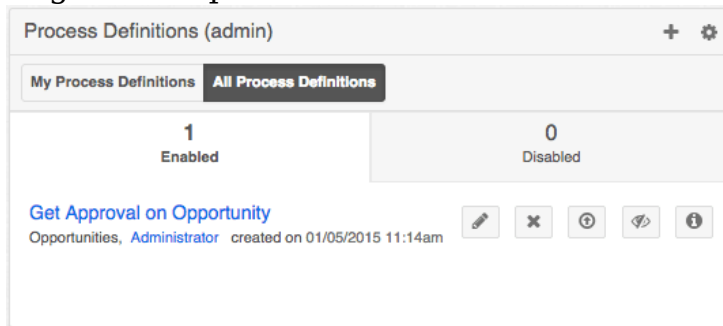 Process Definitions (admin)
My Process Definitions All Process Definitions
1 0
Enabled Disabled
Get Approval on Opportunity
Opportunities, Administrator created on 01/05/2015 11:14am